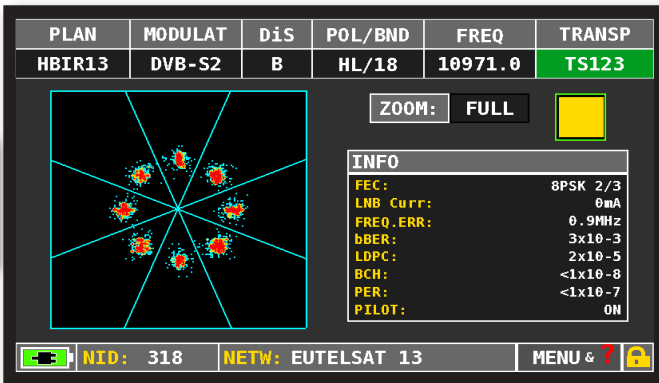 PLAN MODULAT DiS POL/BND FREQ TRANSP
HBIR13 DVB-S2 B HL/18 10971.0 TS123
ZOOM: FULL
INFO
FEC: 8PSK 2/3
LNB Curr: 0mA
FREQ.ERR: 0.9MHz
bBER: 3x10-3
LDPC: 2x10-5
BCH: <1x10-8
PER: <1x10-7
PILOT: ON
NID: 318 NETW: EUTELSAT 13 MENU & ?